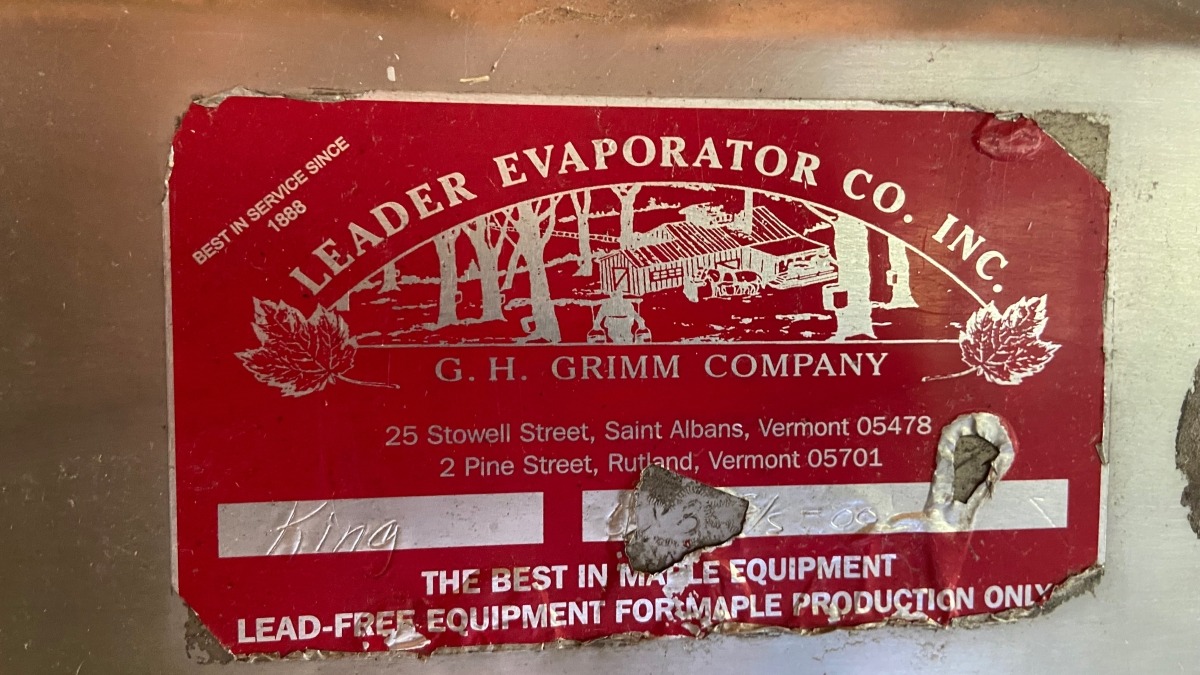 BEST IN SERVICE SINCE
1888
LEADER EVAPORATOR CO. INC.
G. H. GRIMM COMPANY
25 Stowell Street, Saint Albans, Vermont 05478
2 Pine Street, Rutland, Vermont 05701
King
THE BEST IN MAPLE EQUIPMENT
LEAD-FREE EQUIPMENT FOR MAPLE PRODUCTION ONLY